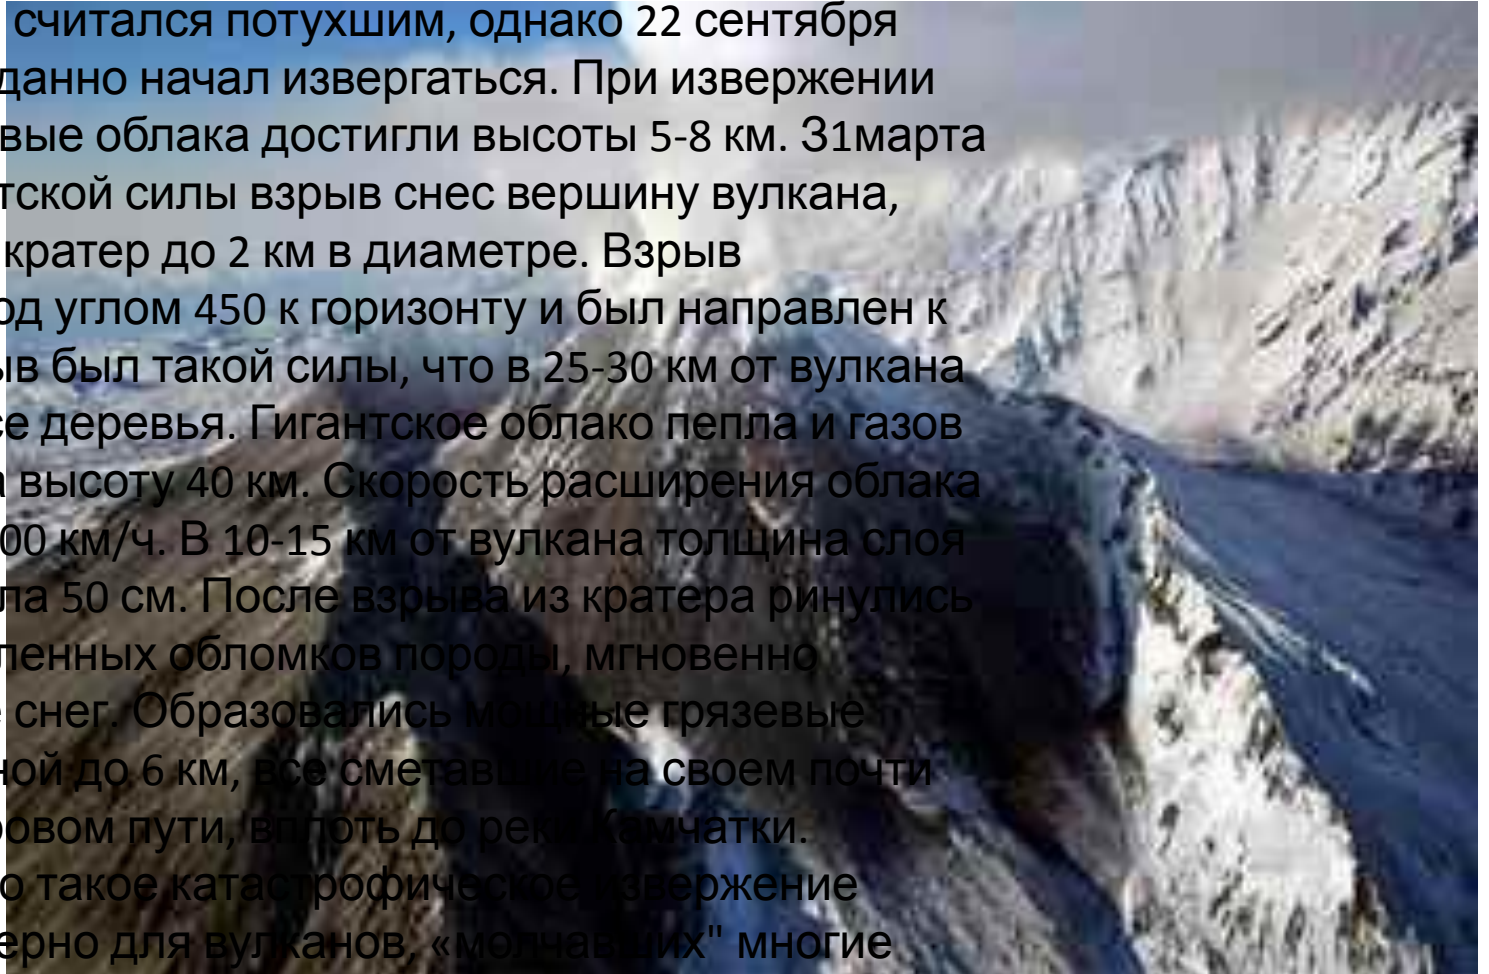 считался потухшим, однако 22 сентября
данно начал извергаться. При извержении
вые облака достигли высоты 5-8 км. 31марта
тской силы взрыв снес вершину вулкана,
кратер до 2 км в диаметре. Взрыв
од углом 450 к горизонту и был направлен к
ыв был такой силы, что в 25-30 км от вулкана
се деревья. Гигантское облако пепла и газов
а высоту 40 км. Скорость расширения облака
00 км/ч. В 10-15 км от вулкана толщина слоя
ла 50 см. После взрыва из кратера ринулись
ленных обломков породы, мгновенно
е снег. Образовались мощные грязевые
ной до 6 км, все сметавшие на своем почти
ровом пути, вплоть до реки Камчатки.
о такое катастрофическое извержение
ерно для вулканов, «молчавших" многие